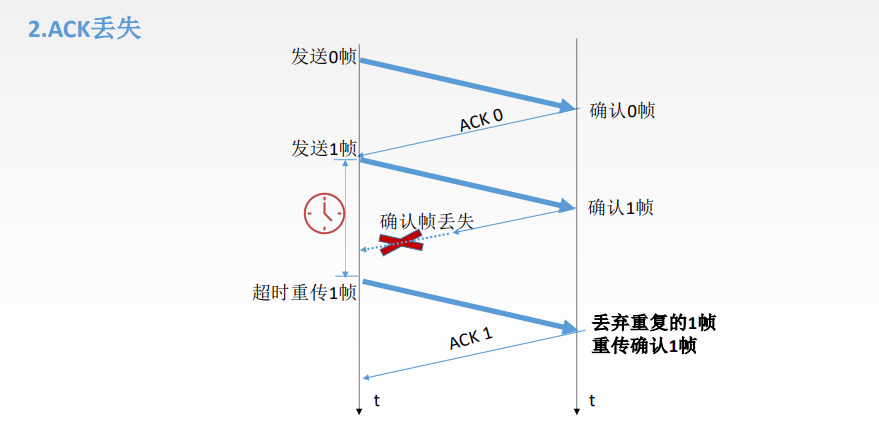 2.ACK丢失
发送0帧
ACK 0
确认0帧
发送1帧
确认1帧
确认帧丢失
超时重传1帧
丢弃重复的1帧
重传确认1帧
ACK 1
t
t